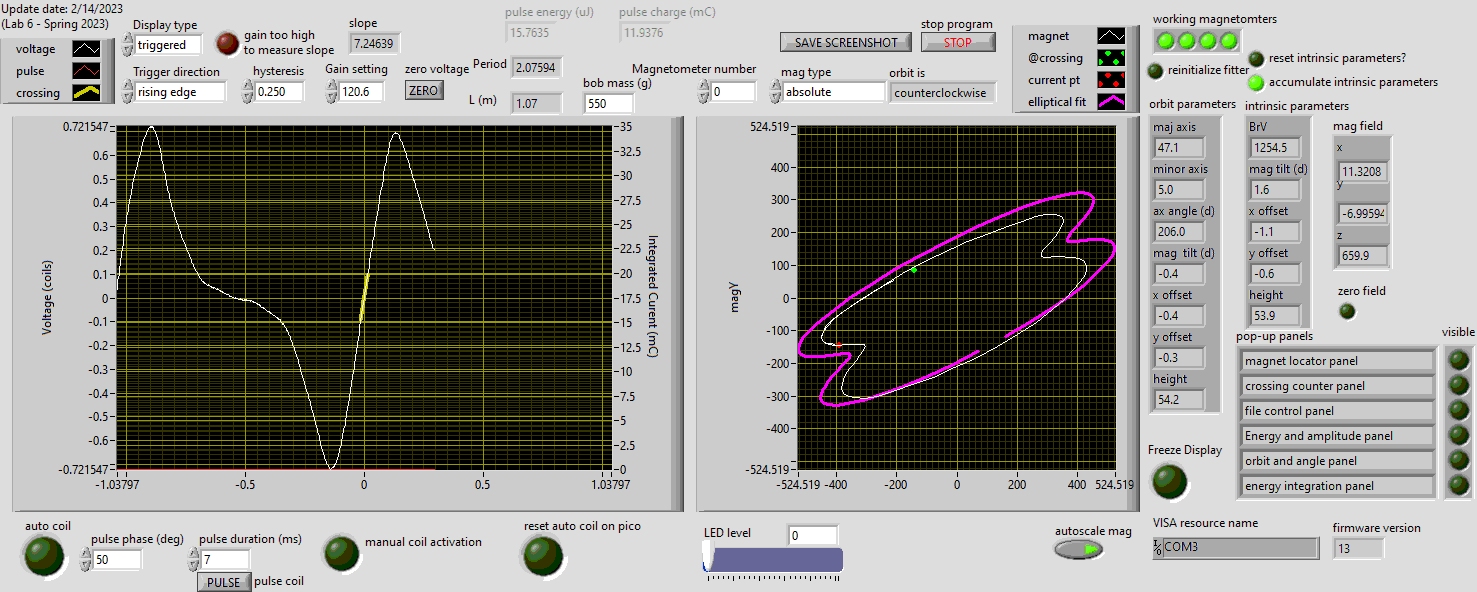 Update date: 2/14/2023
(Lab 6 - Spring 2023)
voltage
pulse
crossing
Display type
triggered
gain too high
to measure slope
slope
7.24639
pulse energy (uJ)
15.7635
pulse charge (mC)
11.9376
SAVE SCREENSHOT
stop program
STOP
Trigger direction
rising edge
hysteresis
0.250
Gain setting
120.6
zero voltage
ZERO
Period
2.07594
L (m)
1.07
bob mass (g)
550
Magnetometer number
0
mag type
absolute
orbit is
counterclockwise
magnet
@crossing
current pt
elliptical fit
working magnetomters
reinitialize fitter
reset intrinsic parameters?
accumulate intrinsic parameters
Voltage (coils)
0.721547
0.6
0.5
0.4
0.3
0.2
0.1
0
-0.1
-0.2
-0.3
-0.4
-0.5
-0.6
-0.721547
-1.03797
-0.5
0
0.5
1.03797
35
32.5
30
27.5
25
22.5
20
17.5
15
12.5
10
7.5
5
2.5
0
Integrated Current (mC)
magy
524.519
400
300
200
100
0
-100
-200
-300
-400
-524.519
-524.519
-400
-200
0
200
400
524.519
orbit parameters
maj axis
47.1
minor axis
5.0
ax angle (d)
206.0
mag tilt (d)
-0.4
x offset
-0.4
y offset
-0.3
height
54.2
intrinsic parameters
BrV
1254.5
mag tilt (d)
1.6
x offset
-1.1
y offset
-0.6
height
53.9
mag field
x
11.3208
y
-6.99594
z
659.9
zero field
pop-up panels
visible
magnet locator panel
crossing counter panel
file control panel
Energy and amplitude panel
orbit and angle panel
energy integration panel
Freeze Display
auto coil
pulse phase (deg)
50
pulse duration (ms)
7
PULSE
pulse coil
manual coil activation
reset auto coil on pico
LED level
0
autoscale mag
VISA resource name
COM3
firmware version
13